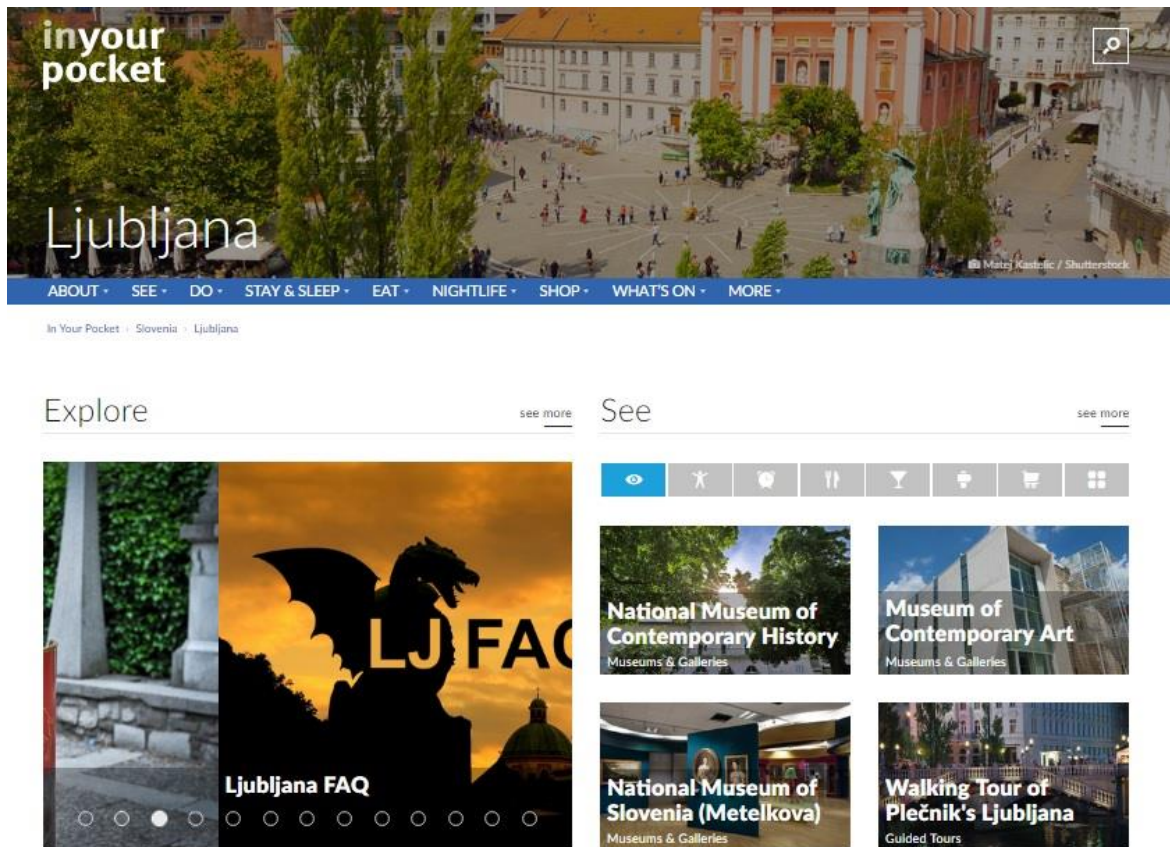 inyour
pocket
Ljubljana
Matej Kastelic / Shutterstock
ABOUT SEE DO STAY & SLEEP EAT NIGHTLIFE SHOP WHAT'S ON MORE
In Your Pocket › Slovenia › Ljubljana
Explore
see more
LJ FAQ
Ljubljana FAQ
See
see more
National Museum of
Contemporary History
Museums & Galleries
Museum of
Contemporary Art
Museums & Galleries
National Museum of
Slovenia (Metelkova)
Museums & Galleries
Walking Tour of
Plečnik's Ljubljana
Guided Tours